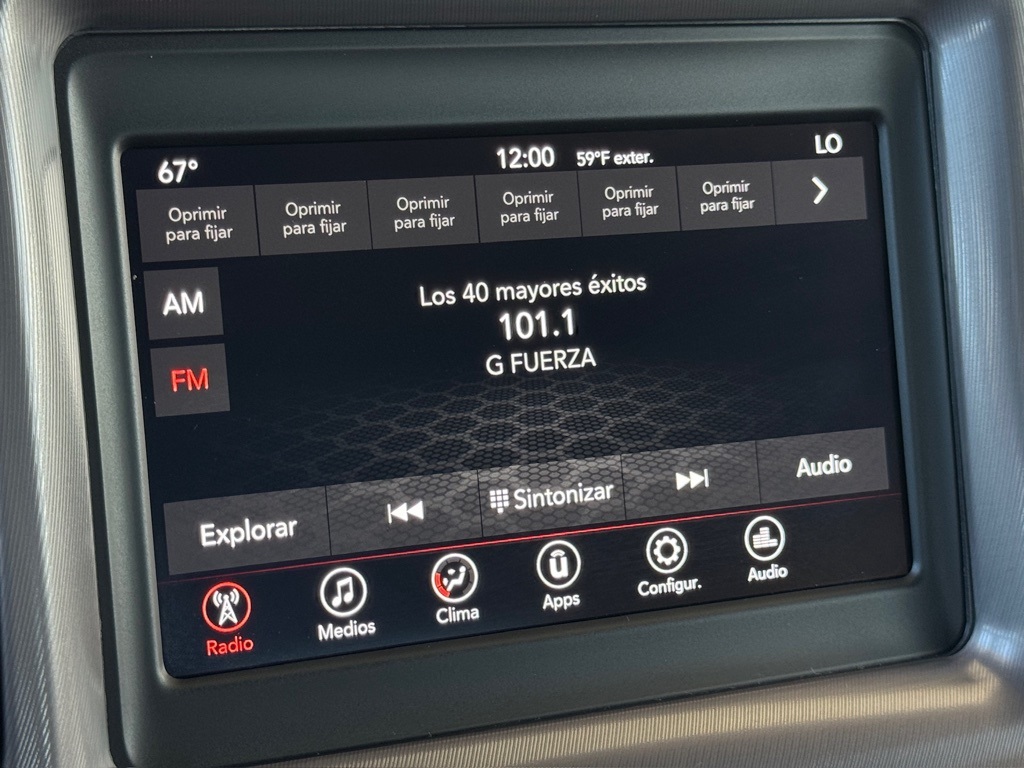 67° 12:00 59°F exter. LO
Oprimir para fijar
Oprimir para fijar
Oprimir para fijar
Oprimir para fijar
Oprimir para fijar
Oprimir para fijar
AM
Los 40 mayores éxitos
101.1
G FUERZA
FM
Explorar Sintonizar Audio
Radio Medios Clima Apps Configur. Audio